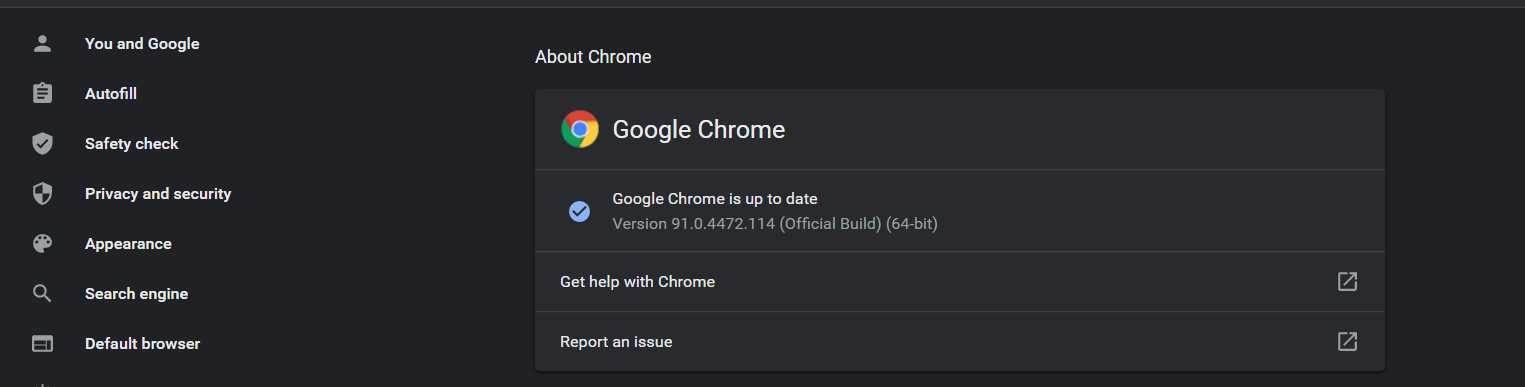 You and Google
Autofill
Safety check
Privacy and security
Appearance
Search engine
Default browser
About Chrome
Google Chrome
Google Chrome is up to date
Version 91.0.4472.114 (Official Build) (64-bit)
Get help with Chrome
Report an issue